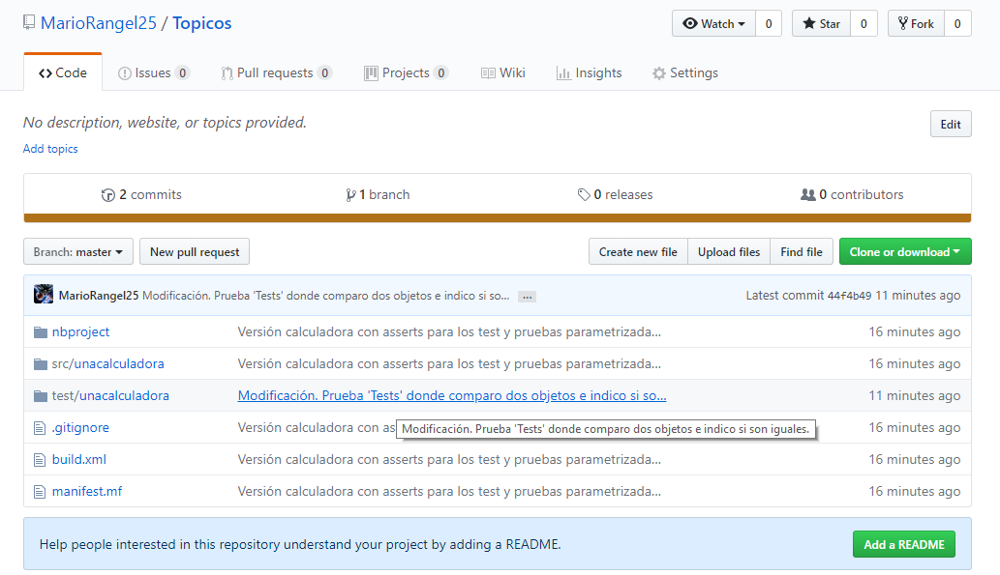 MarioRangel25 / Topicos
Watch 0 Star 0 Fork 0
Code Issues 0 Pull requests 0 Projects 0 Wiki Insights Settings
No description, website, or topics provided. Edit
Add topics
2 commits 1 branch 0 releases 0 contributors
Branch: master New pull request Create new file Upload files Find file Clone or download
MarioRangel25 Modificación. Prueba 'Tests' donde comparo dos objetos e indico si so... ... Latest commit 44f4b49 11 minutes ago
nbproject Versión calculadora con asserts para los test y pruebas parametrizada... 16 minutes ago
src/unacalculadora Versión calculadora con asserts para los test y pruebas parametrizada... 16 minutes ago
test/unacalculadora Modificación. Prueba 'Tests' donde comparo dos objetos e indico si so... 11 minutes ago
.gitignore Versión calculadora con as 16 minutes ago
Modificación. Prueba 'Tests' donde comparo dos objetos e indico si son iguales.
build.xml Versión calculadora con asserts para los test y pruebas parametrizada... 16 minutes ago
manifest.mf Versión calculadora con asserts para los test y pruebas parametrizada... 16 minutes ago
Help people interested in this repository understand your project by adding a README. Add a README